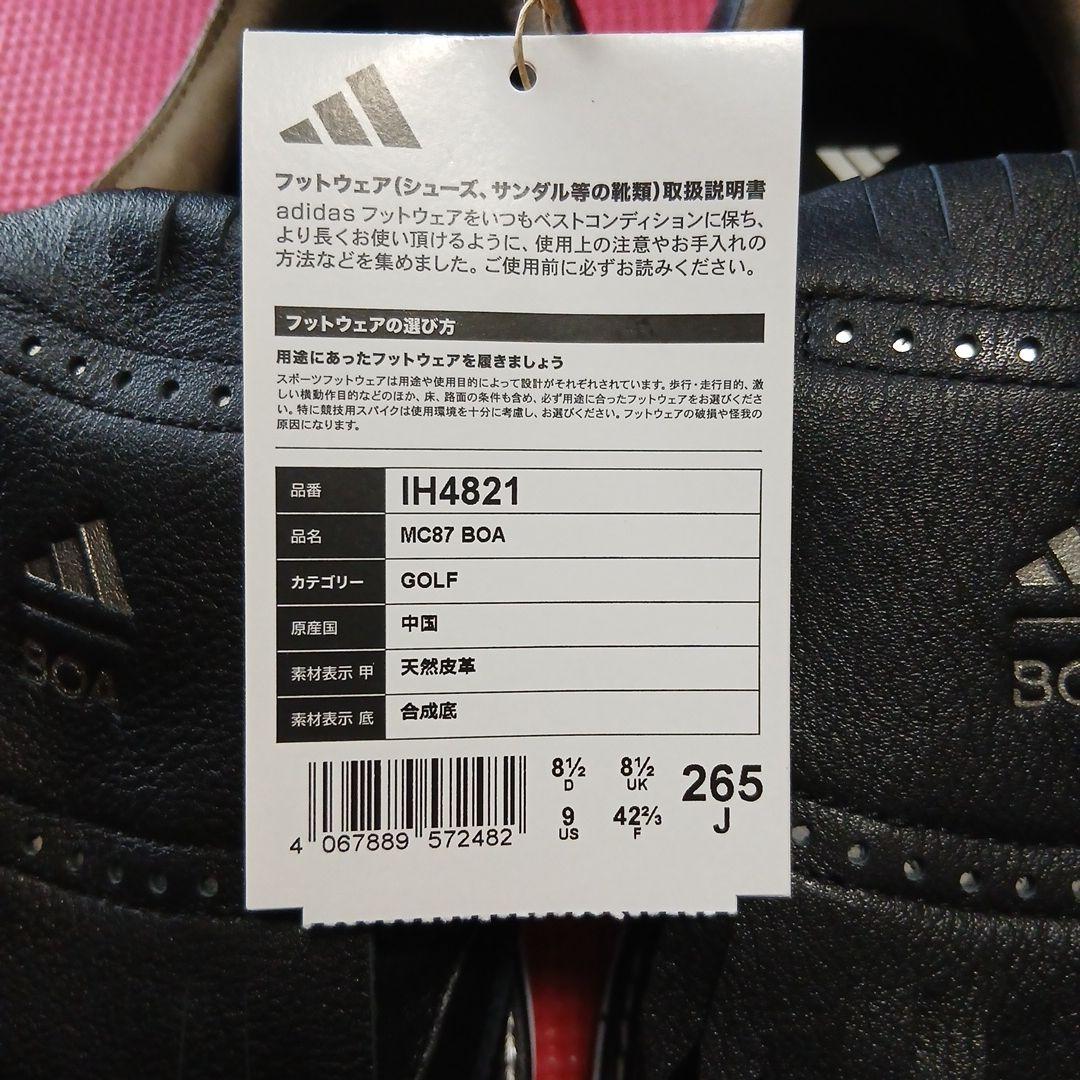 フットウェア(シューズ、サンダル等の靴類)取扱説明書
adidas フットウェアをいつもベストコンディションに保ち、
より長くお使い頂けるように、使用上の注意やお手入れの
方法などを集めました。ご使用前に必ずお読みください。
フットウェアの選び方
用途にあったフットウェアを履きましょう
スポーツフットウェアは用途や使用目的によって設計がそれぞれされています。歩行・走行目的、激
しい横動作目的などのほか、床、路面の条件も含め、必ず用途に合ったフットウェアをお選びくださ
い。特に競技用スパイクは使用環境を十分に考慮し、お選びください。フットウェアの破損や怪我の
原因になります。
品番 IH4821
品名 MC87 BOA
カテゴリー GOLF
原産国 中国
素材表示 甲 天然皮革
素材表示 底 合成底
8½ D 8½ UK 265 J
9 US 42⅔ F
4 067889 572482
BOA
BO